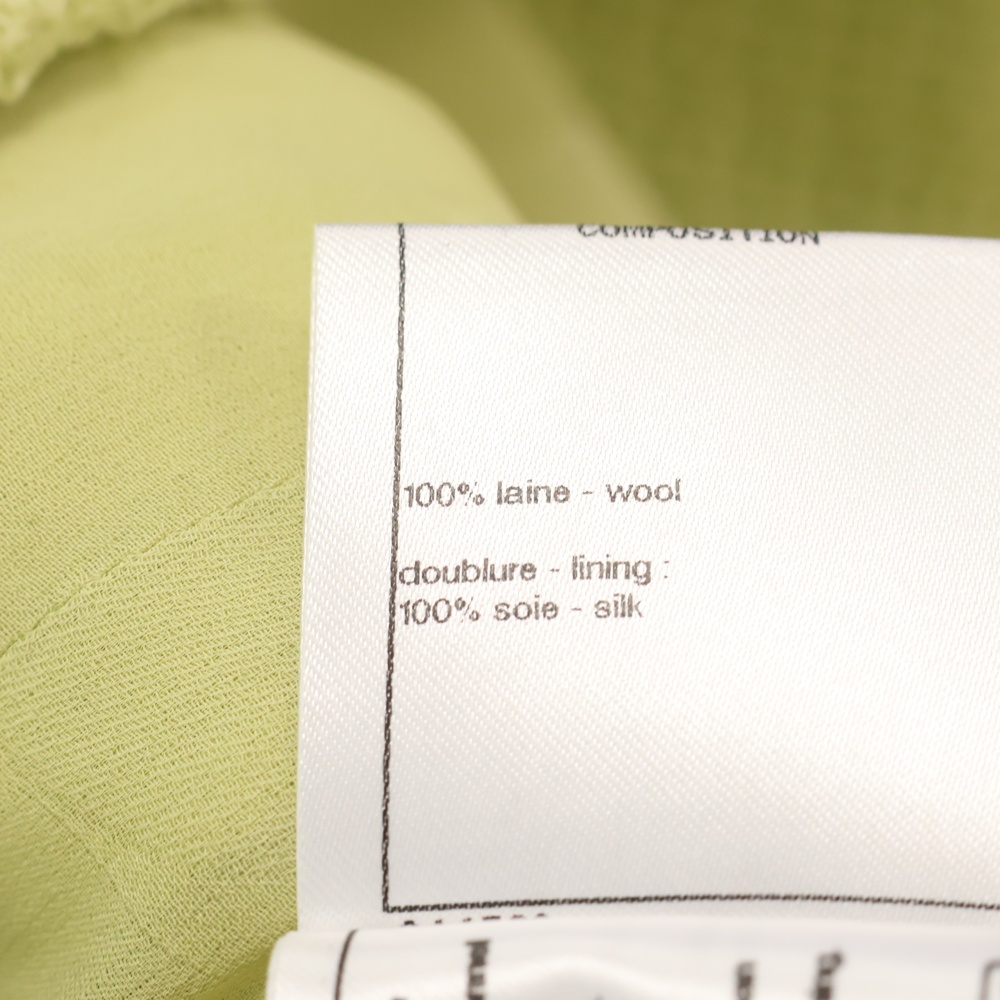 COMPOSITION
100% laine - wool
doublure - lining :
100% soie - silk